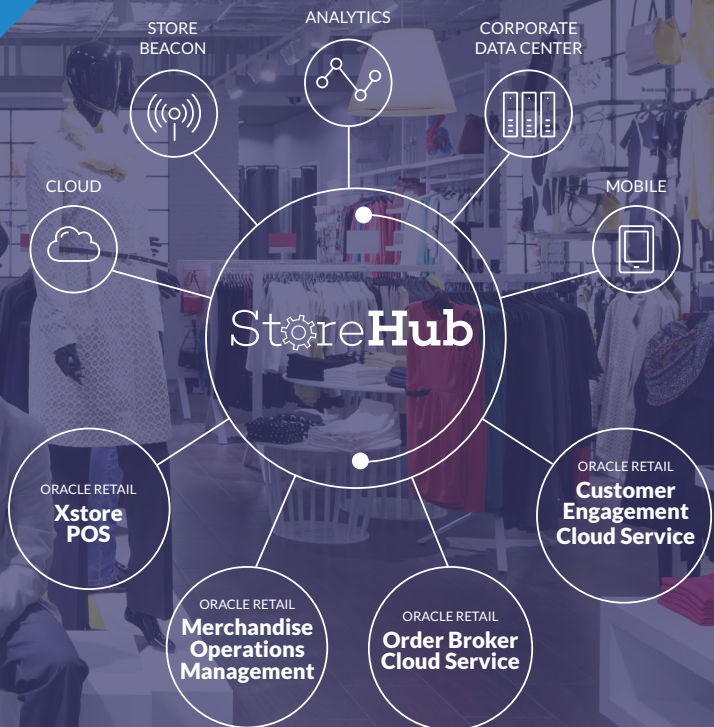 ANALYTICS
STORE
BEACON
CORPORATE
DATA CENTER
CLOUD
MOBILE
StoreHub
ORACLE RETAIL
Xstore
POS
ORACLE RETAIL
Customer
Engagement
Cloud Service
ORACLE RETAIL
Merchandise
Operations
Management
ORACLE RETAIL
Order Broker
Cloud Service